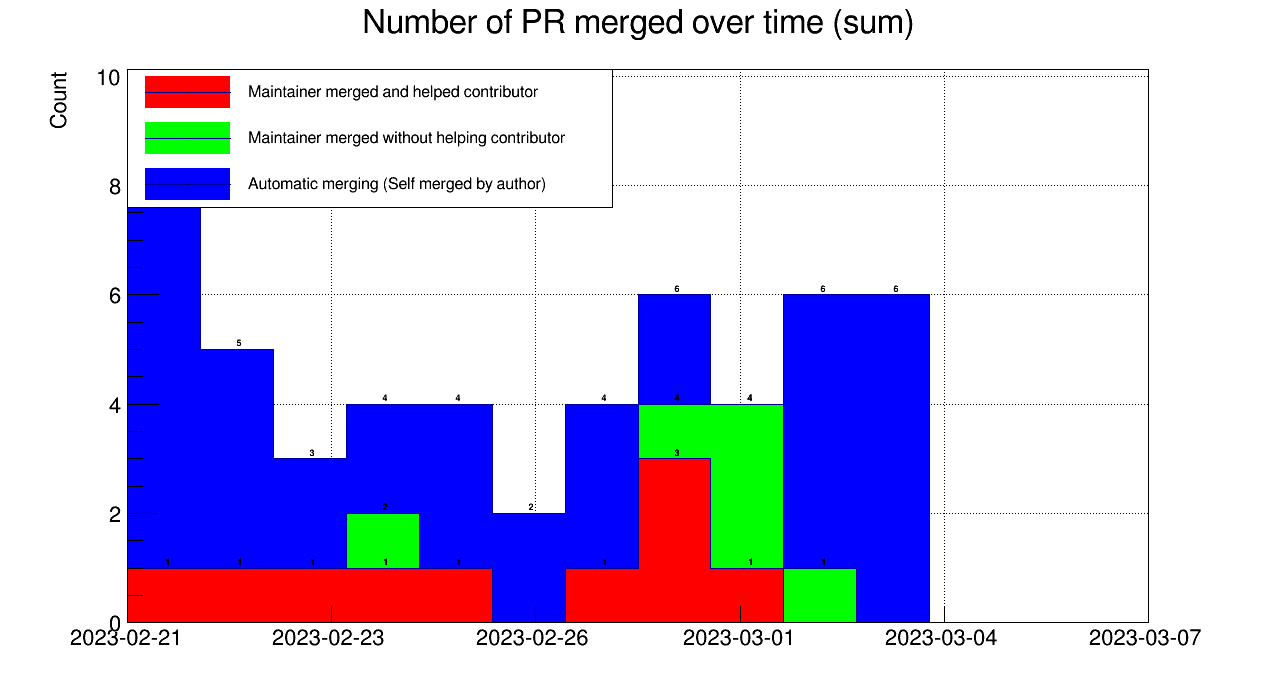 Number of PR merged over time (sum)
Count
10
Maintainer merged and helped contributor
Maintainer merged without helping contributor
8
Automatic merging (Self merged by author)
6
6 6 6
5
4
4 4 4 4 4
3 3
2
2 2
1 1 1 1 1 1 1 1
0
2023-02-21 2023-02-23 2023-02-26 2023-03-01 2023-03-04 2023-03-07